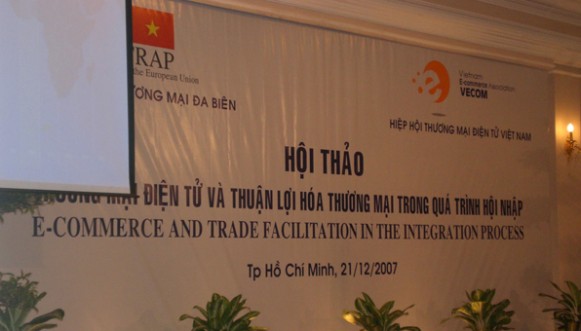 RAP
the European Union
ƯƠNG MẠI ĐA BIÊN
Vietnam
E-commerce Association
VECOM
HIỆP HỘI THƯƠNG MẠI ĐIỆN TỬ VIỆT NAM
HỘI THẢO
MẠI ĐIỆN TỬ VÀ THUẬN LỢI HÓA THƯƠNG MẠI TRONG QUÁ TRÌNH HỘI NHẬP
E-COMMERCE AND TRADE FACILITATION IN THE INTEGRATION PROCESS
Tp Hồ Chí Minh, 21/12/2007